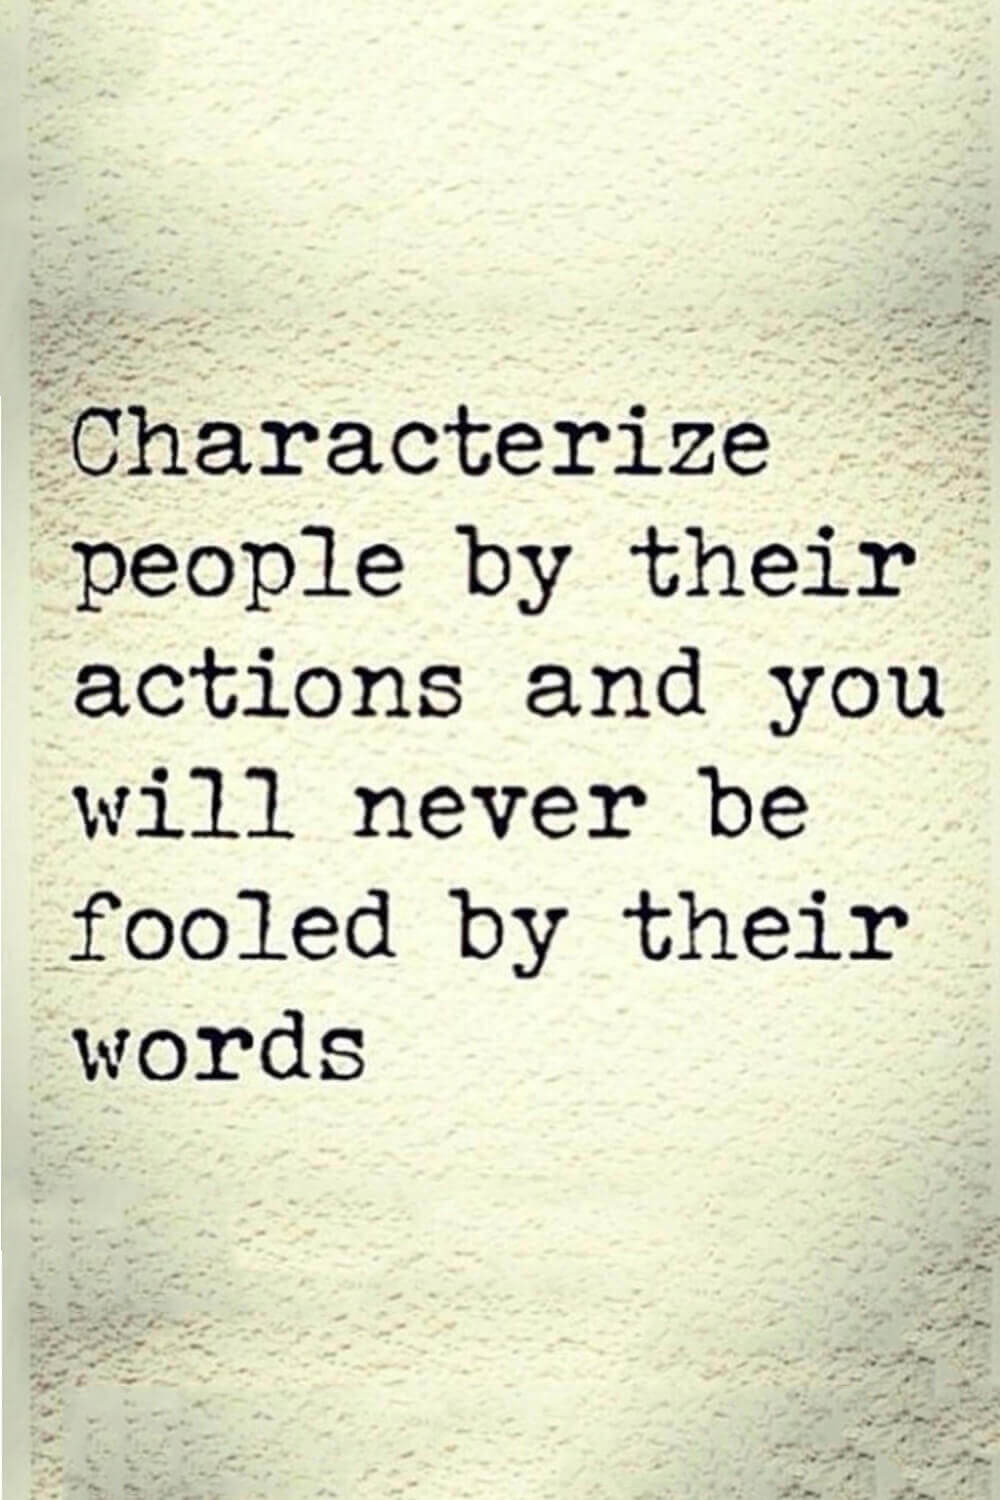 Characterize
people by their
actions and you
will never be
fooled by their
words